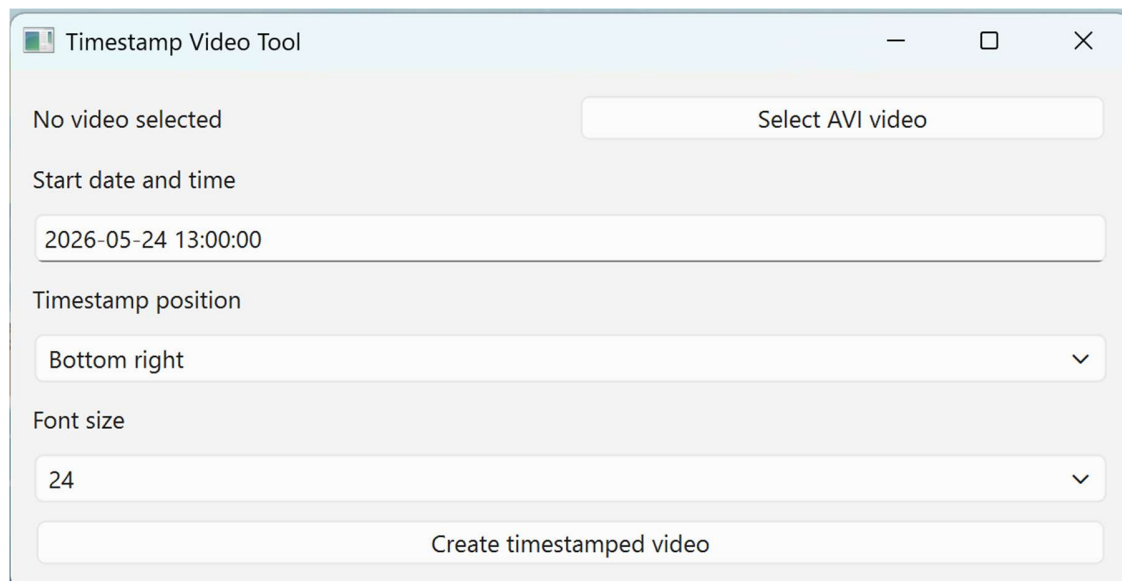 Timestamp Video Tool
No video selected
Select AVI video
Start date and time
2026-05-24 13:00:00
Timestamp position
Bottom right
Font size
24
Create timestamped video